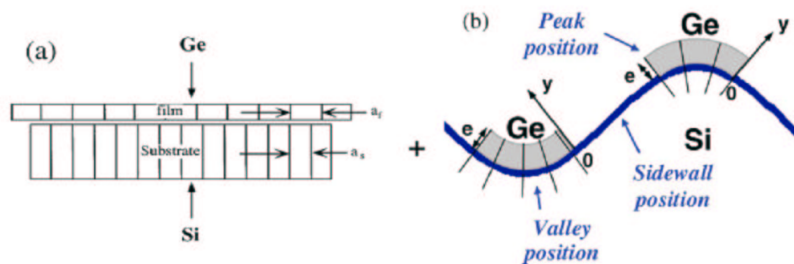 (a)
Ge
film
a_f
Substrate
a_s
Si
+
(b)
Peak
position
Ge
y
e
0
y
Ge
e
0
Si
Sidewall
position
Valley
position